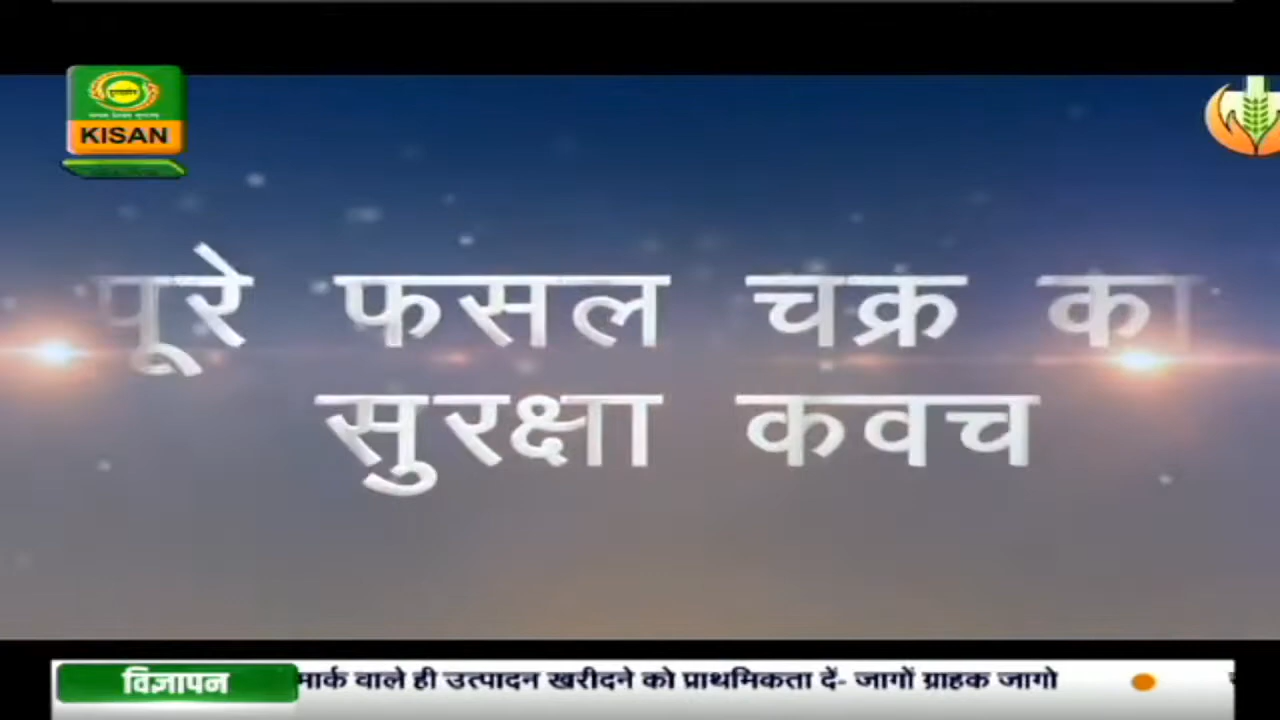 KISAN
पूरे फसल चक्र का
सुरक्षा कवच
विज्ञापन
मार्क वाले ही उत्पादन खरीदने को प्राथमिकता दें- जागों ग्राहक जागो